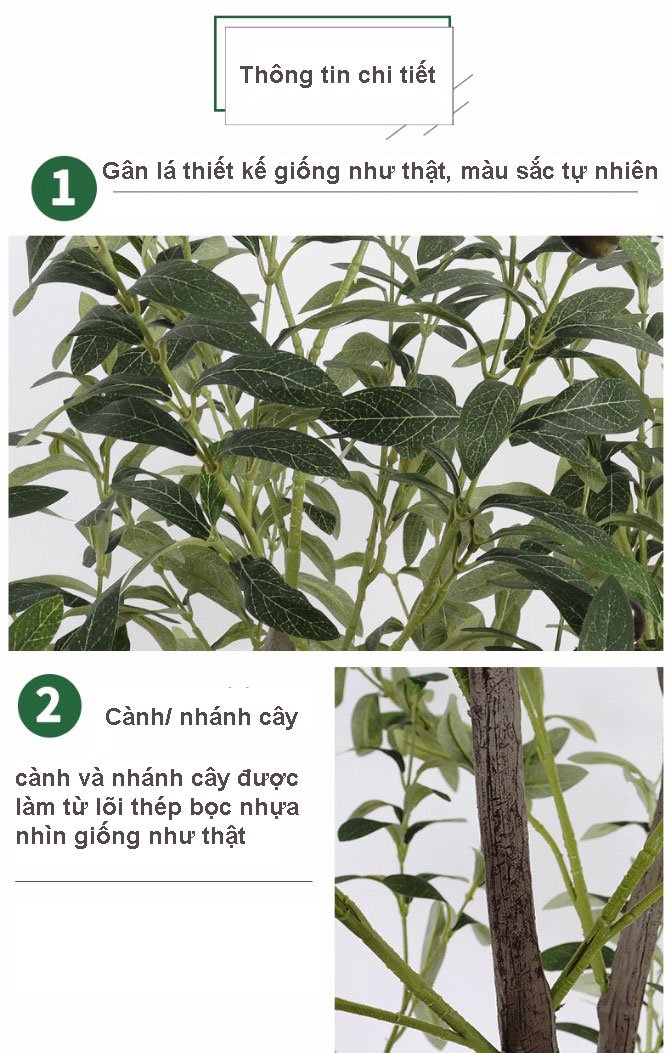 Thông tin chi tiết
1
Gân lá thiết kế giống như thật, màu sắc tự nhiên
2
Cành/ nhánh cây
cành và nhánh cây được
làm từ lõi thép bọc nhựa
nhìn giống như thật